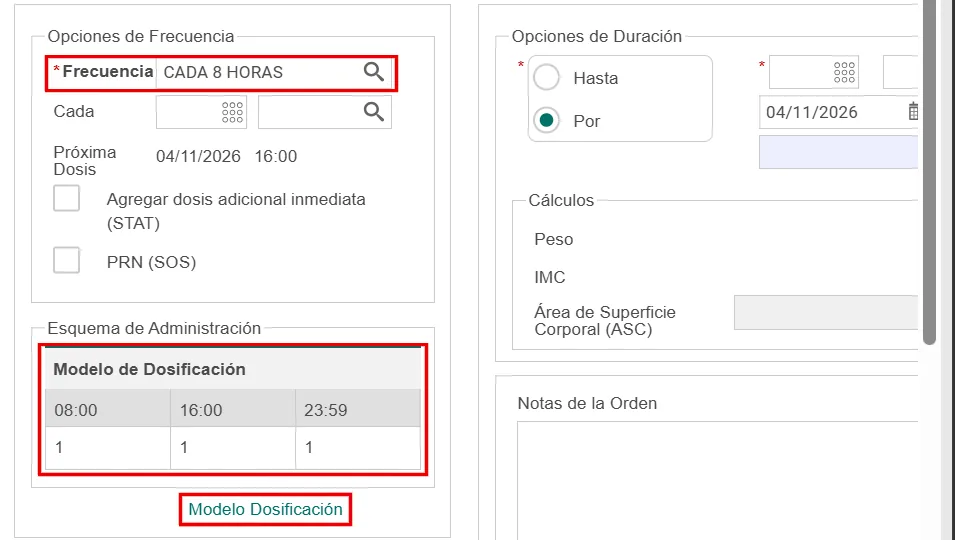 Opciones de Frecuencia
*Frecuencia CADA 8 HORAS
Cada
Próxima
Dosis
04/11/2026 16:00
Agregar dosis adicional inmediata
(STAT)
PRN (SOS)
Esquema de Administración
Modelo de Dosificación
08:00 16:00 23:59
1 1 1
Modelo Dosificación
Opciones de Duración
* Hasta *
Por
04/11/2026
Cálculos
Peso
IMC
Área de Superficie
Corporal (ASC)
Notas de la Orden